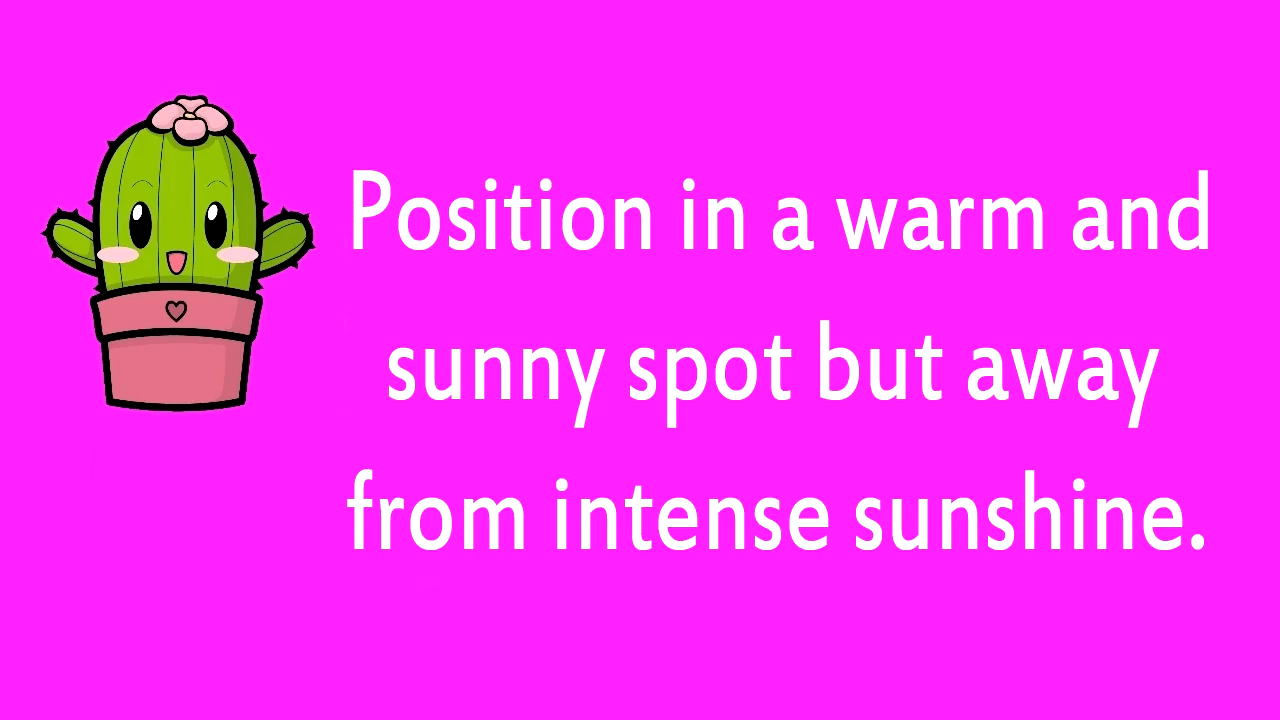 Position in a warm and
sunny spot but away
from intense sunshine.